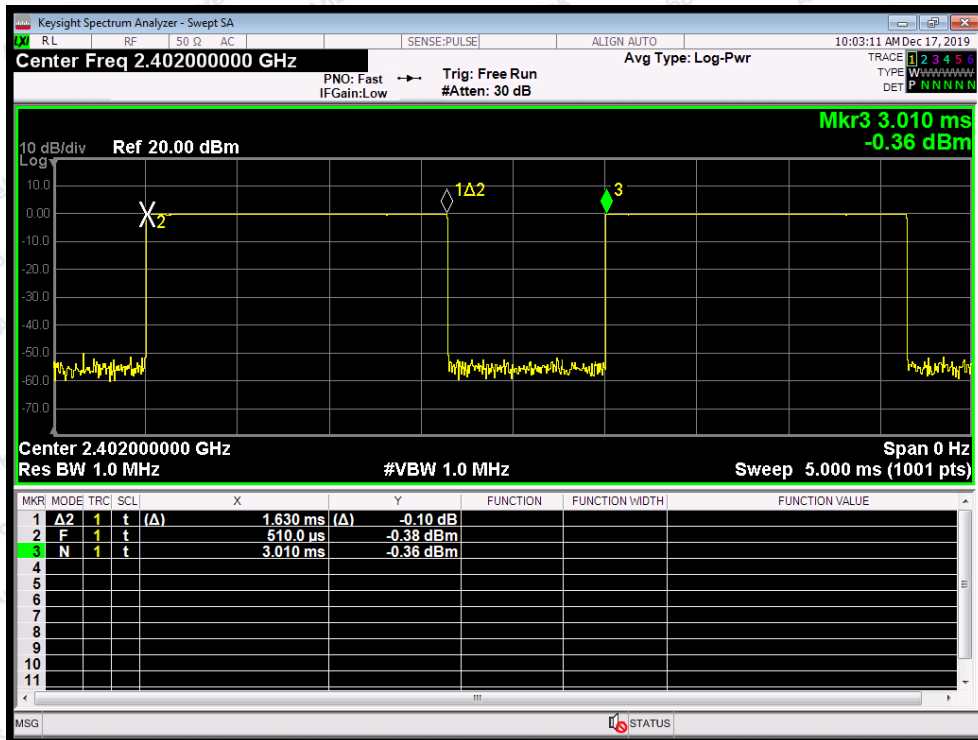 Keysight Spectrum Analyzer - Swept SA
LXI RL RF 50 Ω AC SENSE:PULSE ALIGN AUTO 10:03:11 AM Dec 17, 2019
Center Freq 2.402000000 GHz Avg Type: Log-Pwr TRACE 1 2 3 4 5 6
PNO: Fast Trig: Free Run TYPE WWWWWW
IFGain:Low #Atten: 30 dB DET P N N N N N
Mkr3 3.010 ms
10 dB/div Ref 20.00 dBm -0.36 dBm
Log
10.0
1Δ2
3
0.00
2
-10.0
-20.0
-30.0
-40.0
-50.0
-60.0
-70.0
Center 2.402000000 GHz Span 0 Hz
Res BW 1.0 MHz #VBW 1.0 MHz Sweep 5.000 ms (1001 pts)
MKR MODE TRC SCL X Y FUNCTION FUNCTION WIDTH FUNCTION VALUE
1 Δ2 1 t (Δ) 1.630 ms (Δ) -0.10 dB
2 F 1 t 510.0 µs -0.38 dBm
3 N 1 t 3.010 ms -0.36 dBm
4
5
6
7
8
9
10
11
MSG STATUS